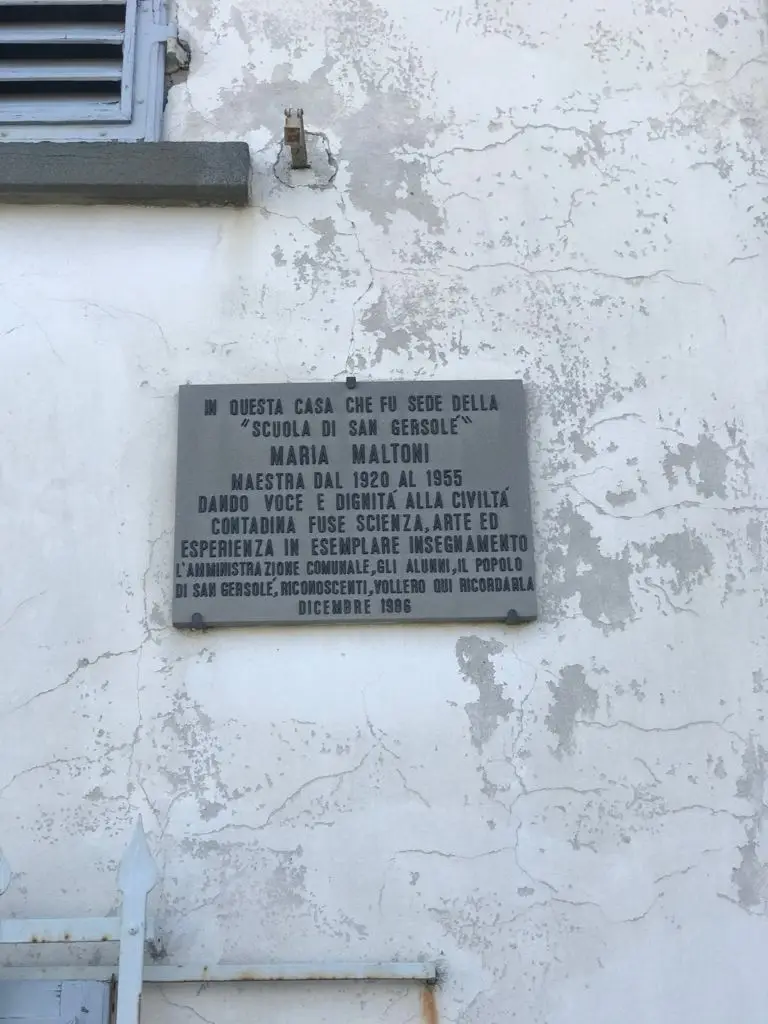 IN QUESTA CASA CHE FU SEDE DELLA
"SCUOLA DI SAN GERSOLÉ"
MARIA MALTONI
MAESTRA DAL 1920 AL 1955
DANDO VOCE E DIGNITÁ ALLA CIVILTÁ
CONTADINA FUSE SCIENZA, ARTE ED
ESPERIENZA IN ESEMPLARE INSEGNAMENTO
L'AMMINISTRAZIONE COMUNALE, GLI ALUNNI, IL POPOLO
DI SAN GERSOLÉ, RICONOSCENTI, VOLLERO QUI RICORDARLA
DICEMBRE 1986